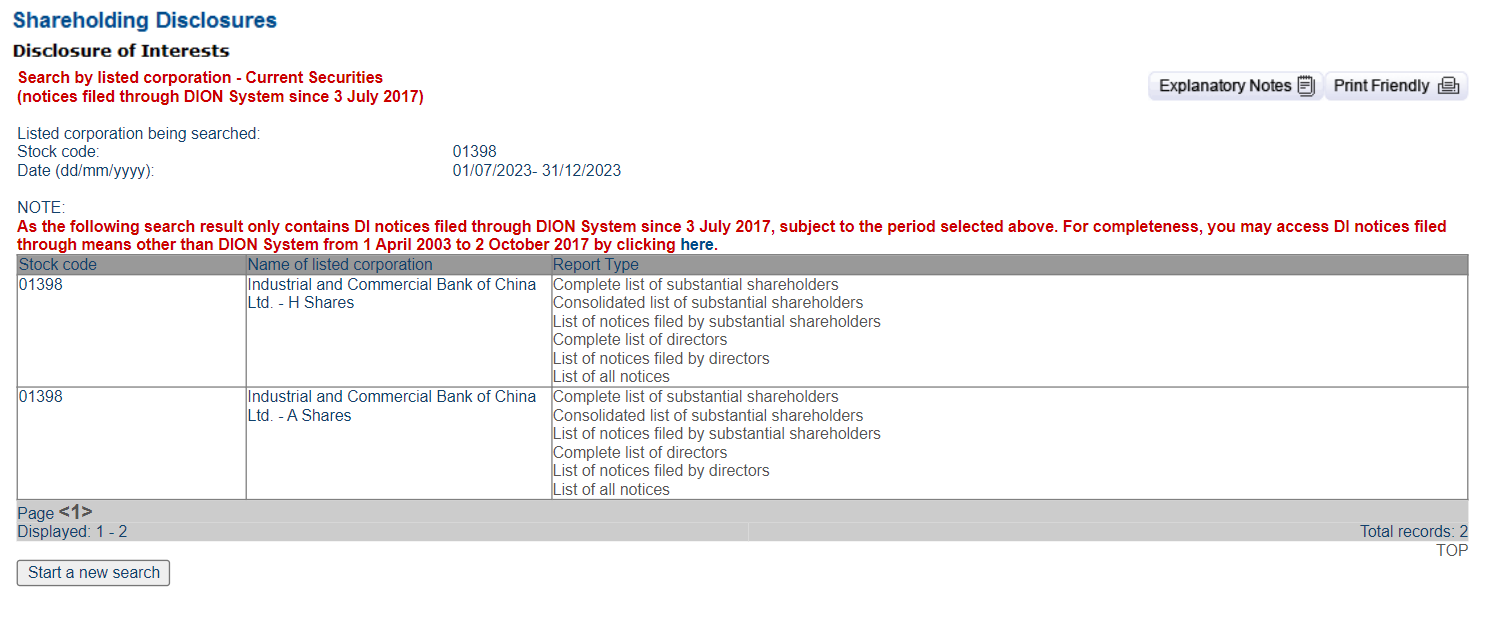 Shareholding Disclosures
Disclosure of Interests
Search by listed corporation - Current Securities
(notices filed through DION System since 3 July 2017)
Explanatory Notes
Print Friendly
Listed corporation being searched:
Stock code: 01398
Date (dd/mm/yyyy): 01/07/2023- 31/12/2023
NOTE:
As the following search result only contains DI notices filed through DION System since 3 July 2017, subject to the period selected above. For completeness, you may access DI notices filed
through means other than DION System from 1 April 2003 to 2 October 2017 by clicking here.
Stock code Name of listed corporation Report Type
01398 Industrial and Commercial Bank of China Complete list of substantial shareholders
Ltd. - H Shares Consolidated list of substantial shareholders
List of notices filed by substantial shareholders
Complete list of directors
List of notices filed by directors
List of all notices
01398 Industrial and Commercial Bank of China Complete list of substantial shareholders
Ltd. - A Shares Consolidated list of substantial shareholders
List of notices filed by substantial shareholders
Complete list of directors
List of notices filed by directors
List of all notices
Page <1>
Displayed: 1 - 2 Total records: 2
TOP
Start a new search